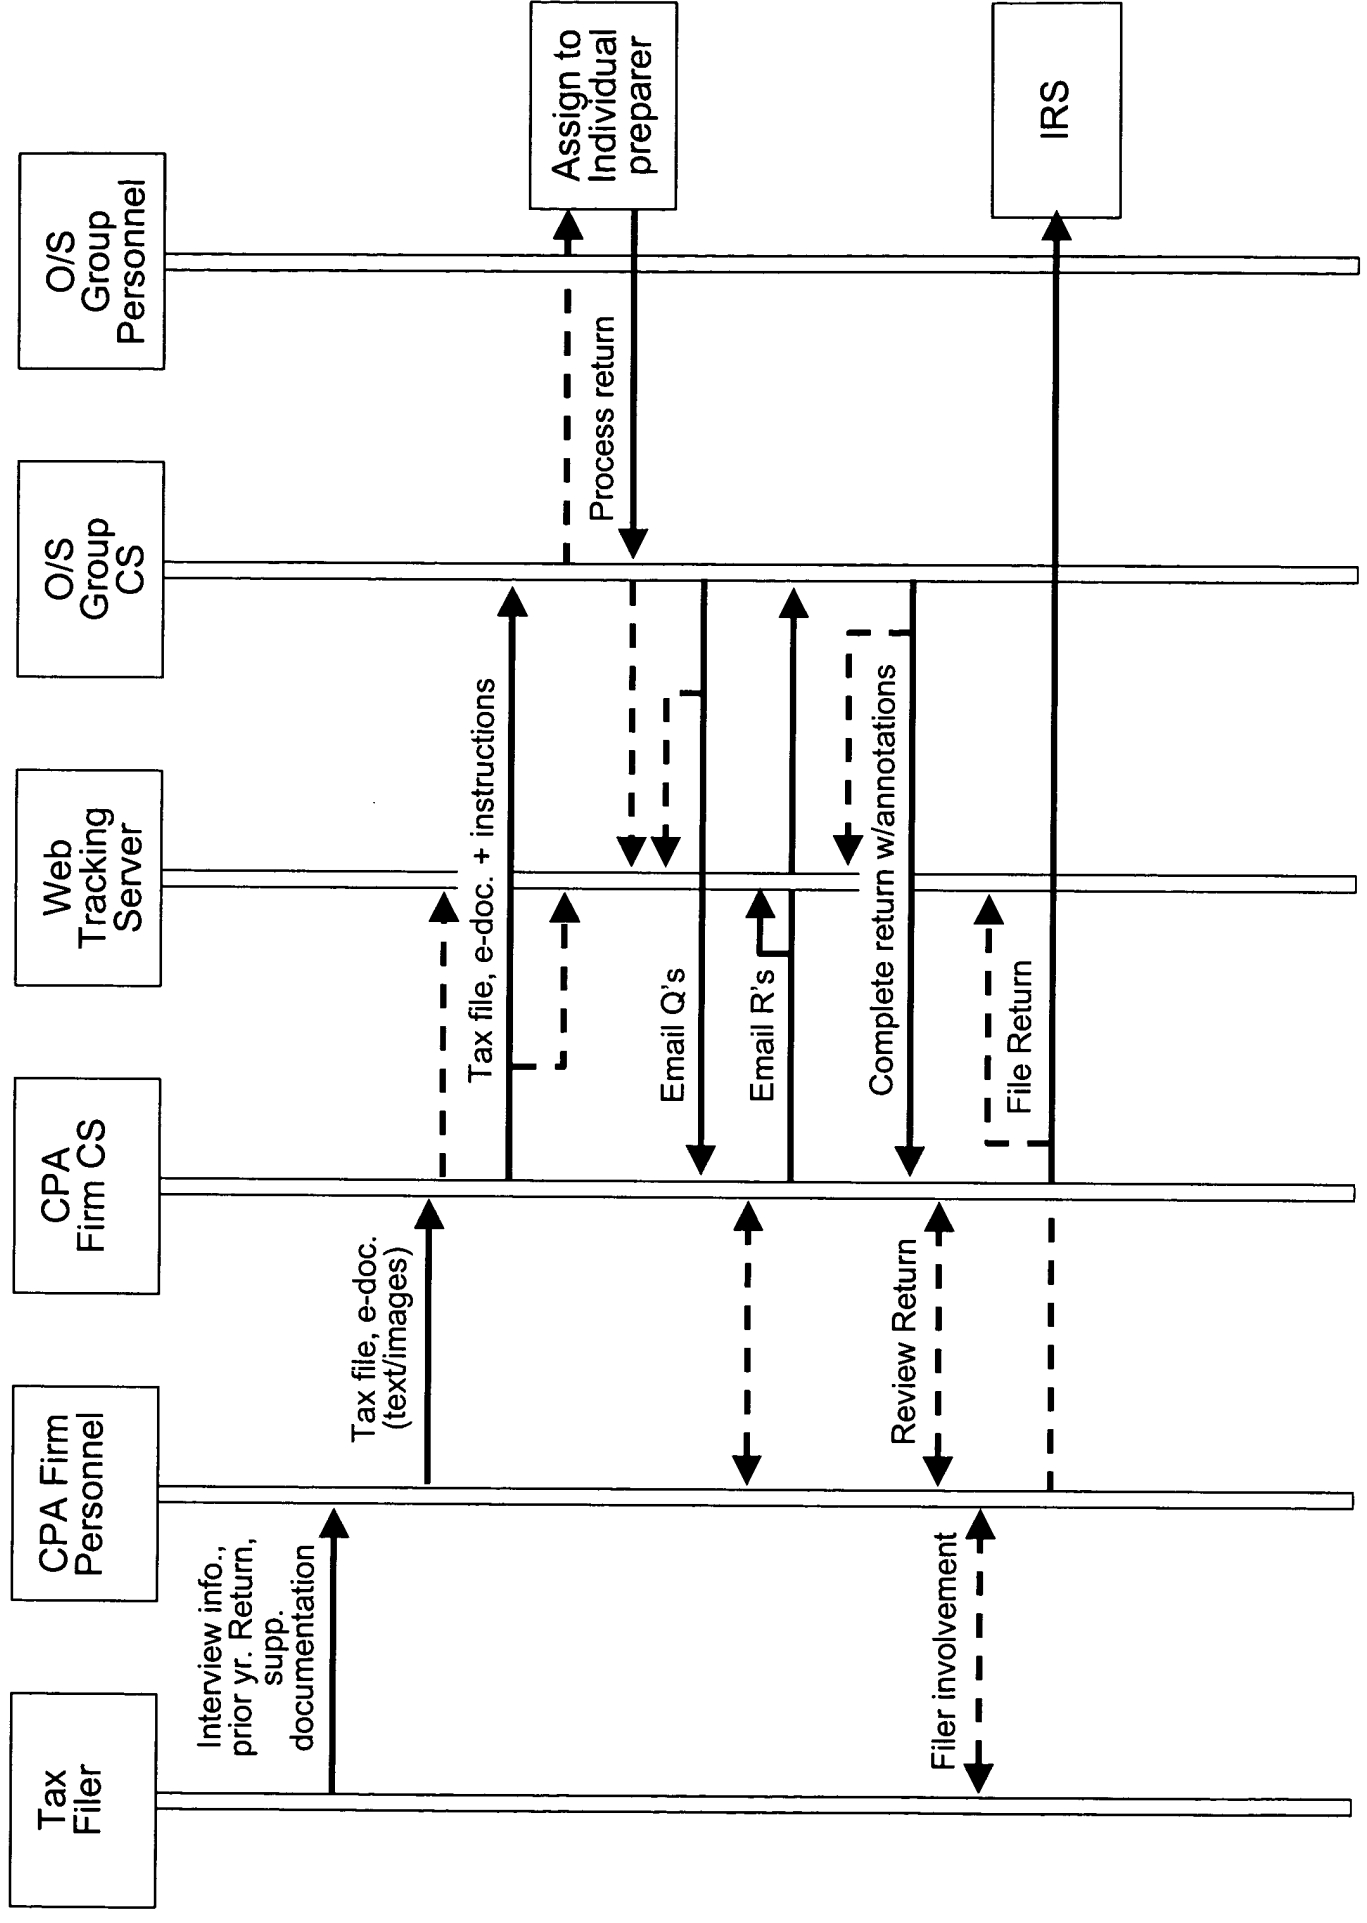 Tax
Filer
CPA Firm
Personnel
CPA
Firm CS
Web
Tracking
Server
O/S
Group
CS
O/S
Group
Personnel
Interview info.,
prior yr. Return,
supp.
documentation
Tax file, e-doc.
(text/images)
Tax file, e-doc. + instructions
Assign to
Individual
preparer
Process return
Email Q's
Email R's
Complete return w/annotations
Review Return
Filer involvement
File Return
IRS